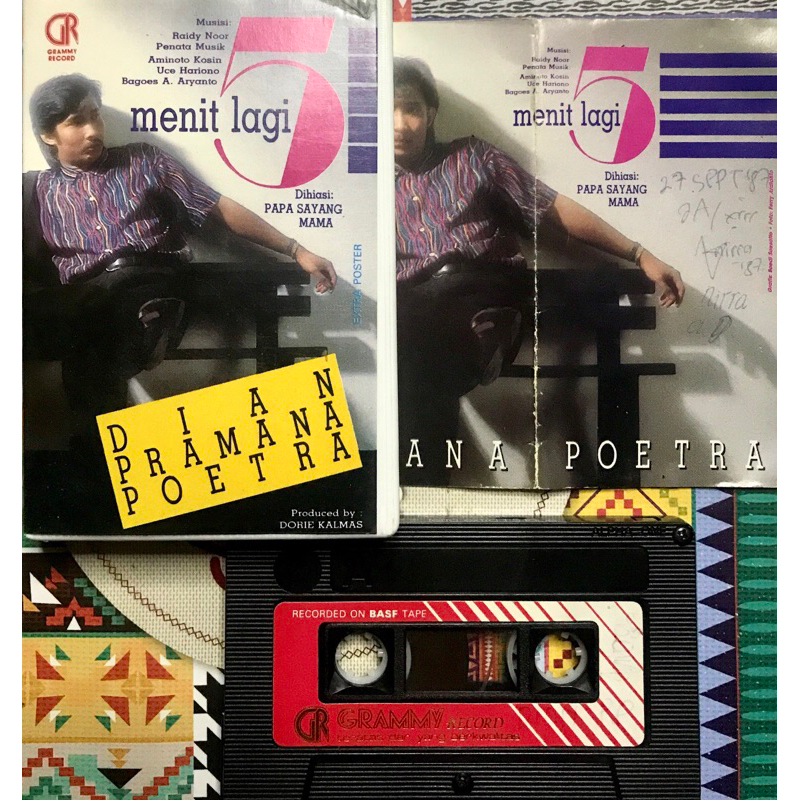 GR
GRAMMY
RECORD
Musisi:
Raidy Noor
Penata Musik
Aminoto Kosin
Uce Hariono
Bagoes A. Aryanto
5
menit lagi
Dihiasi:
PAPA SAYANG
MAMA
EXTRA POSTER
DIAN
PRAMANA
POETRA
Produced by :
DORIE KALMAS
Musisi:
Raidy Noor
Penata Musik
Aminoto Kosin
Uce Hariono
Bagoes A. Aryanto
5
menit lagi
Dihiasi:
PAPA SAYANG
MAMA
27 SEPT '87
ANA POETRA
RECORDED ON BASF TAPE
GR GRAMMY RECORD